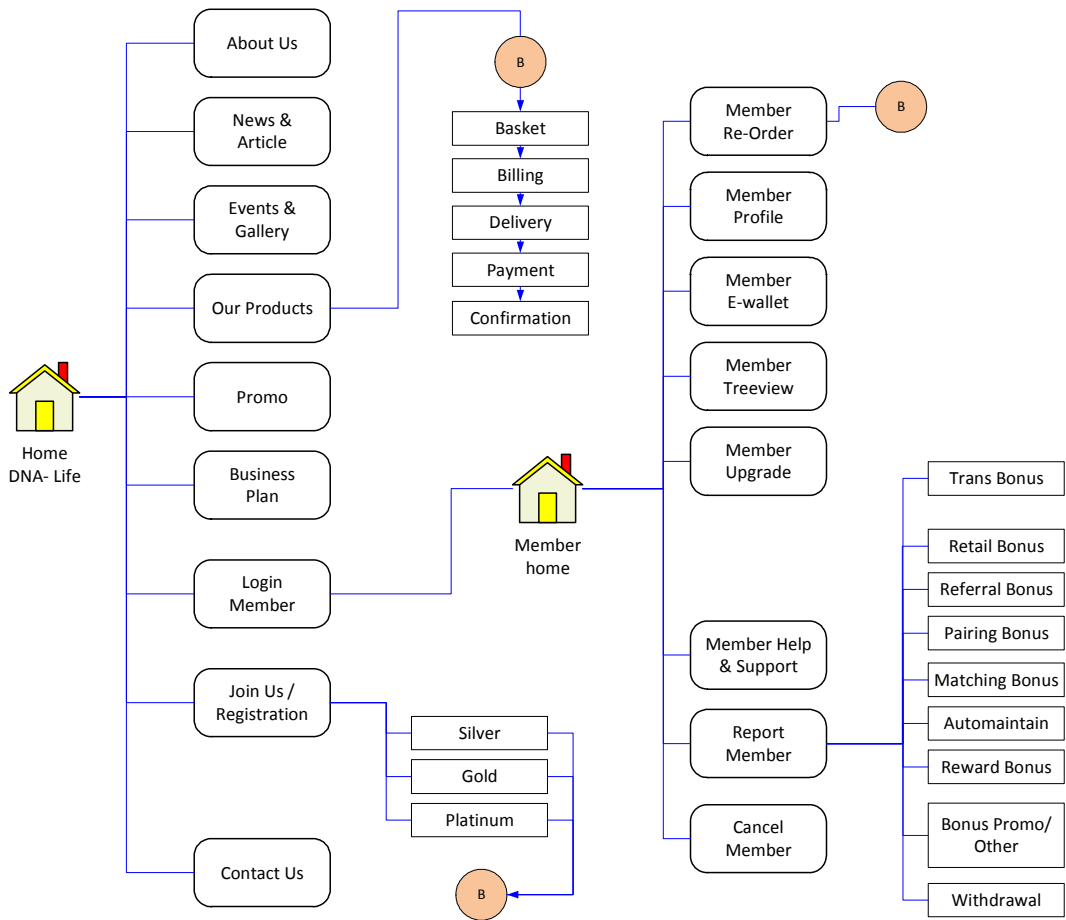 About Us
News &
Article
Events &
Gallery
Our Products
Promo
Business
Plan
Login
Member
Join Us /
Registration
Contact Us
Home
DNA- Life
B
Basket
Billing
Delivery
Payment
Confirmation
Member
home
Silver
Gold
Platinum
B
Member
Re-Order
B
Member
Profile
Member
E-wallet
Member
Treeview
Member
Upgrade
Member Help
& Support
Report
Member
Cancel
Member
Trans Bonus
Retail Bonus
Referral Bonus
Pairing Bonus
Matching Bonus
Automaintain
Reward Bonus
Bonus Promo/
Other
Withdrawal